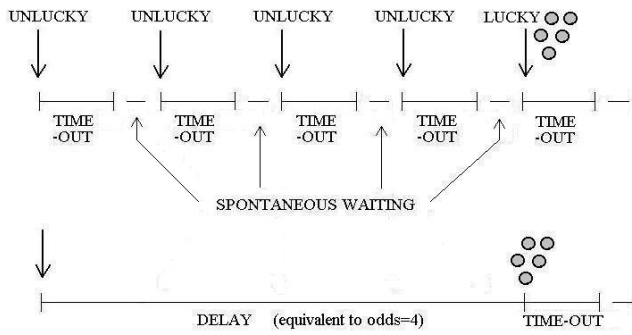 UNLUCKY UNLUCKY UNLUCKY UNLUCKY LUCKY
TIME TIME TIME TIME TIME
-OUT -OUT -OUT -OUT -OUT
SPONTANEOUS WAITING
DELAY (equivalent to odds=4) TIME-OUT